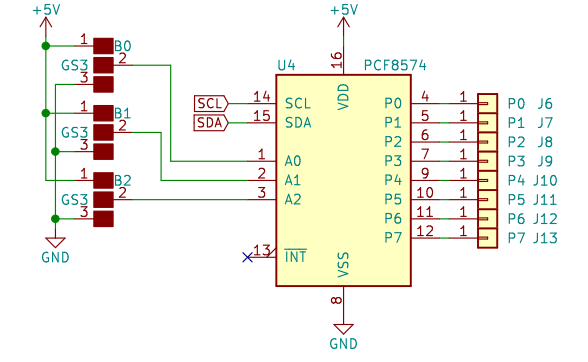 +5V
+5V
1 B0
GS3 2
3
1 B1
GS3 2
3
1 B2
GS3 2
3
GND
U4 PCF8574
16
VDD
SCL 14 SCL
SDA 15 SDA
1 A0
2 A1
3 A2
13 INT
P0 4 1 P0 J6
P1 5 1 P1 J7
P2 6 1 P2 J8
P3 7 1 P3 J9
P4 9 1 P4 J10
P5 10 1 P5 J11
P6 11 1 P6 J12
P7 12 1 P7 J13
VSS
8
GND